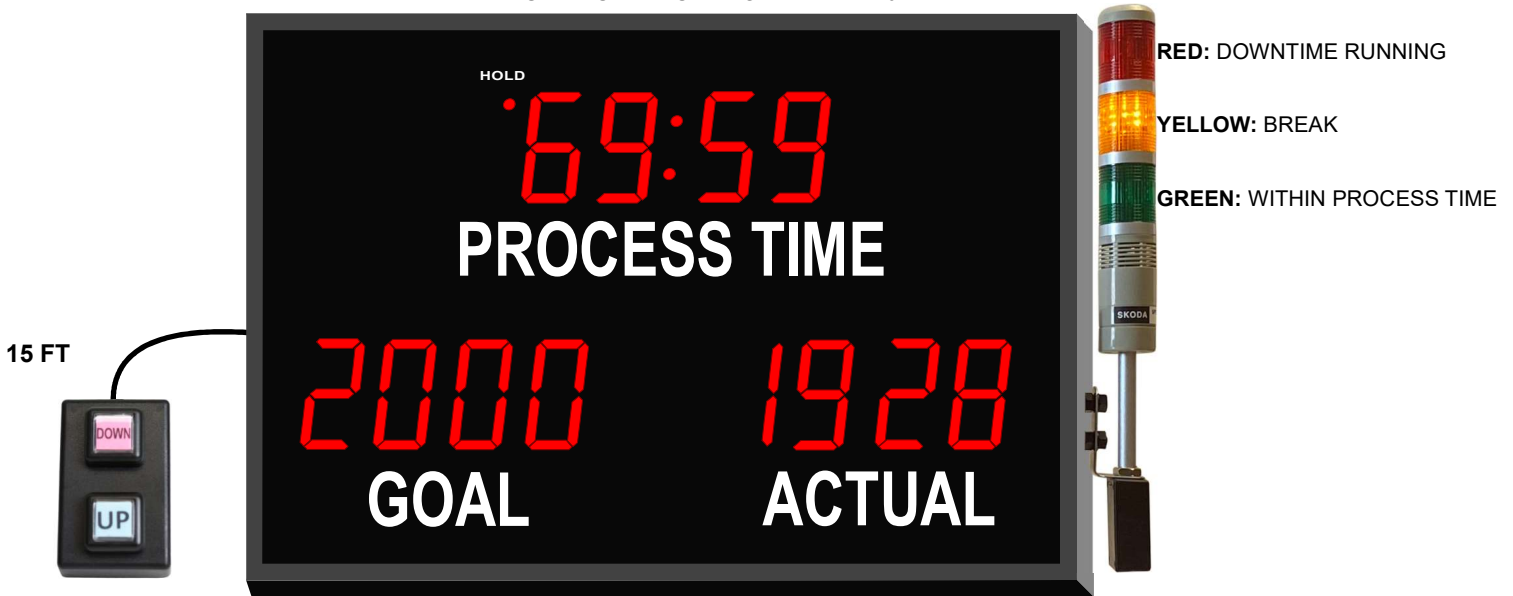 HOLD
69:59
PROCESS TIME
2000 1928
GOAL ACTUAL
RED: DOWNTIME RUNNING
YELLOW: BREAK
GREEN: WITHIN PROCESS TIME
SKODA
15 FT
DOWN
UP